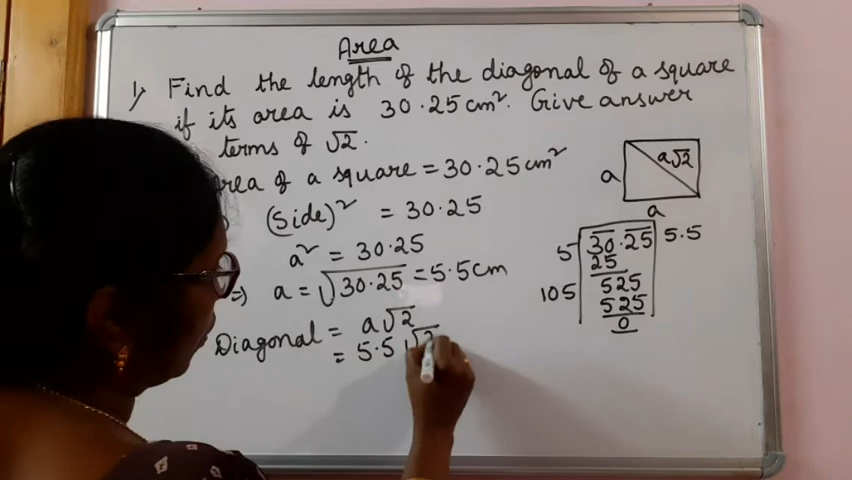 Area
1) Find the length of the diagonal of a square
if its area is 30.25 cm². Give answer
terms of √2.
of a square = 30.25 cm²
(Side)² = 30.25
a² = 30.25
⇒ a = √30.25 = 5.5 cm
Diagonal = a√2
= 5.5 √2
a√2
a
a
5 30.25 5.5
25
105 525
525
0